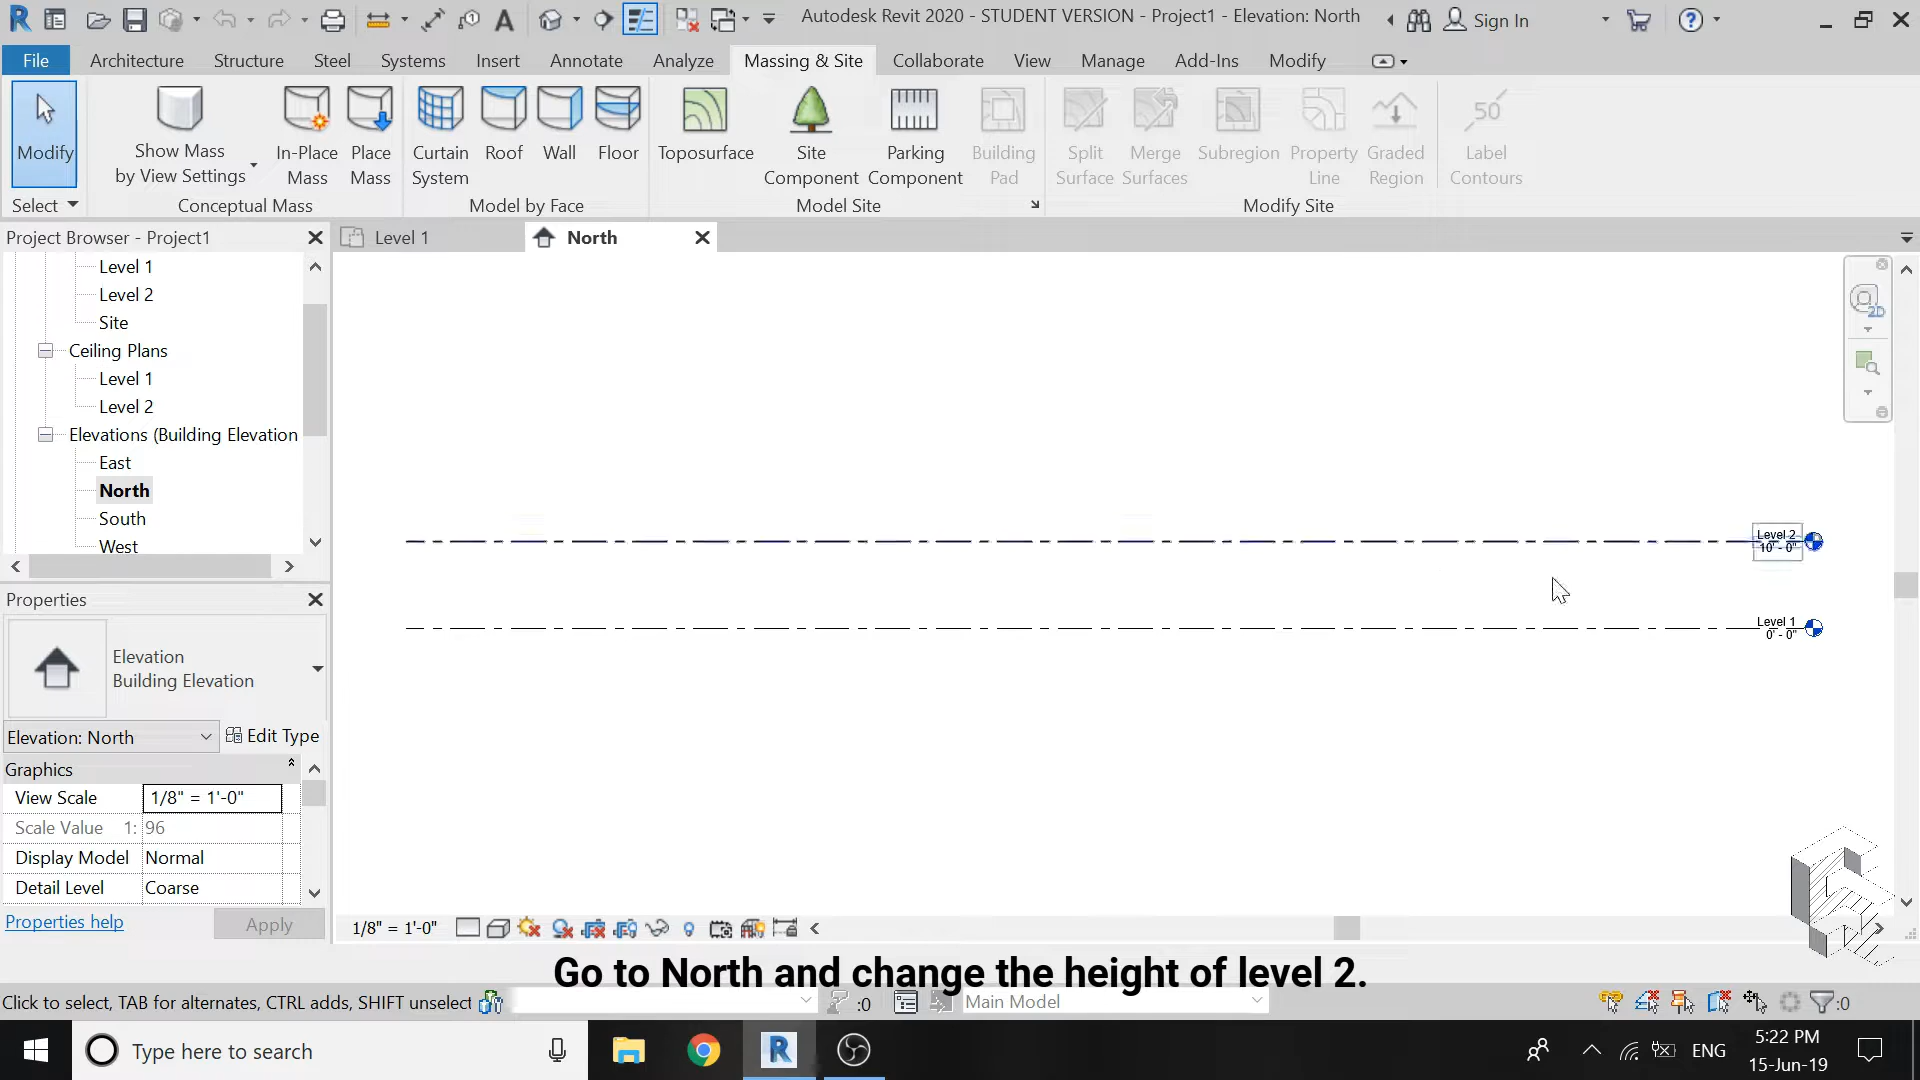 Autodesk Revit 2020 - STUDENT VERSION - Project1 - Elevation: North
Sign In
File
Architecture
Structure
Steel
Systems
Insert
Annotate
Analyze
Massing & Site
Collaborate
View
Manage
Add-Ins
Modify
Modify
Show Mass
by View Settings
In-Place
Mass
Place
Mass
Curtain
System
Roof
Wall
Floor
Toposurface
Site
Component
Parking
Component
Building
Pad
Split
Surface
Merge
Surfaces
Subregion
Property
Line
Graded
Region
50
Label
Contours
Select
Conceptual Mass
Model by Face
Model Site
Modify Site
Project Browser - Project1
Level 1
North
Level 1
Level 2
Site
Ceiling Plans
Level 1
Level 2
Elevations (Building Elevation
East
North
South
West
2D
Level 2
10' - 0"
Level 1
0' - 0"
Properties
Elevation
Building Elevation
Elevation: North
Edit Type
Graphics
View Scale
1/8" = 1'-0"
Scale Value 1:
96
Display Model
Normal
Detail Level
Coarse
Properties help
Apply
1/8" = 1'-0"
Go to North and change the height of level 2.
Click to select, TAB for alternates, CTRL adds, SHIFT unselect
:0
Main Model
:0
Type here to search
ENG
5:22 PM
15-Jun-19